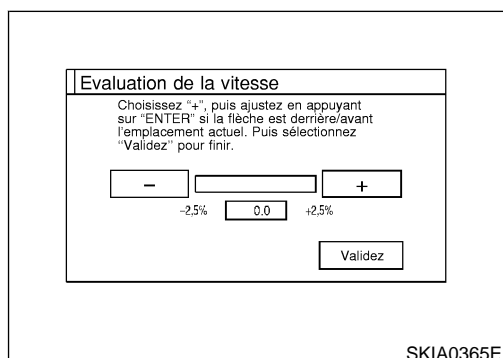 Evaluation de la vitesse
Choisissez “+”, puis ajustez en appuyant
sur “ENTER” si la flèche est derrière/avant
l'emplacement actuel. Puis sélectionnez
“Validez” pour finir.
− +
−2,5% 0.0 +2,5%
Validez
SKIA0365E